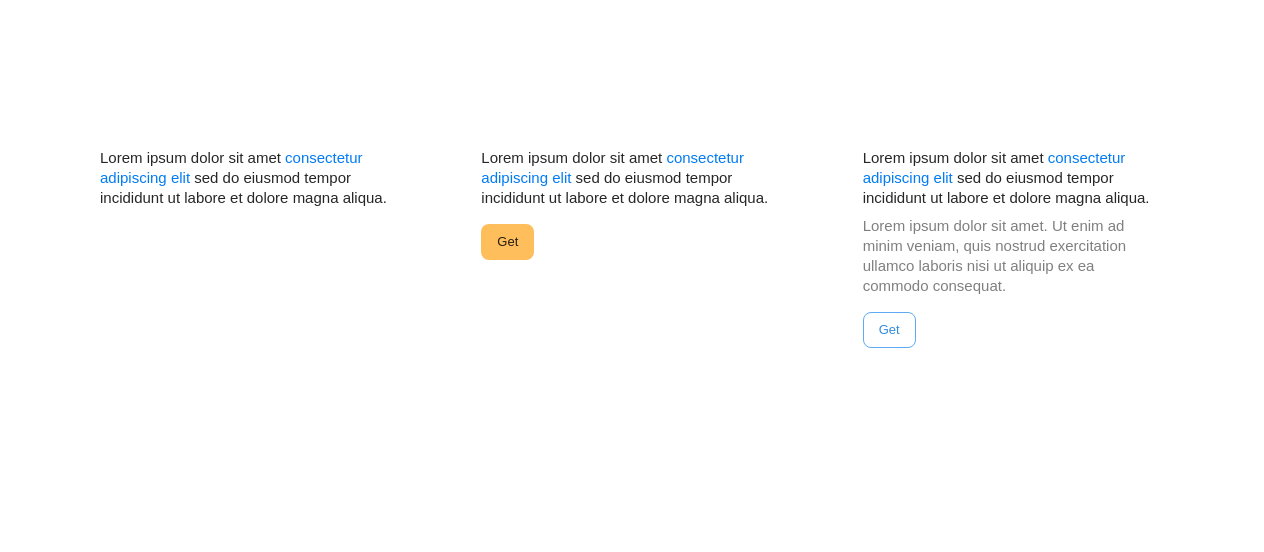 Lorem ipsum dolor sit amet consectetur
adipiscing elit sed do eiusmod tempor
incididunt ut labore et dolore magna aliqua.
Lorem ipsum dolor sit amet consectetur
adipiscing elit sed do eiusmod tempor
incididunt ut labore et dolore magna aliqua.
Get
Lorem ipsum dolor sit amet consectetur
adipiscing elit sed do eiusmod tempor
incididunt ut labore et dolore magna aliqua.
Lorem ipsum dolor sit amet. Ut enim ad
minim veniam, quis nostrud exercitation
ullamco laboris nisi ut aliquip ex ea
commodo consequat.
Get